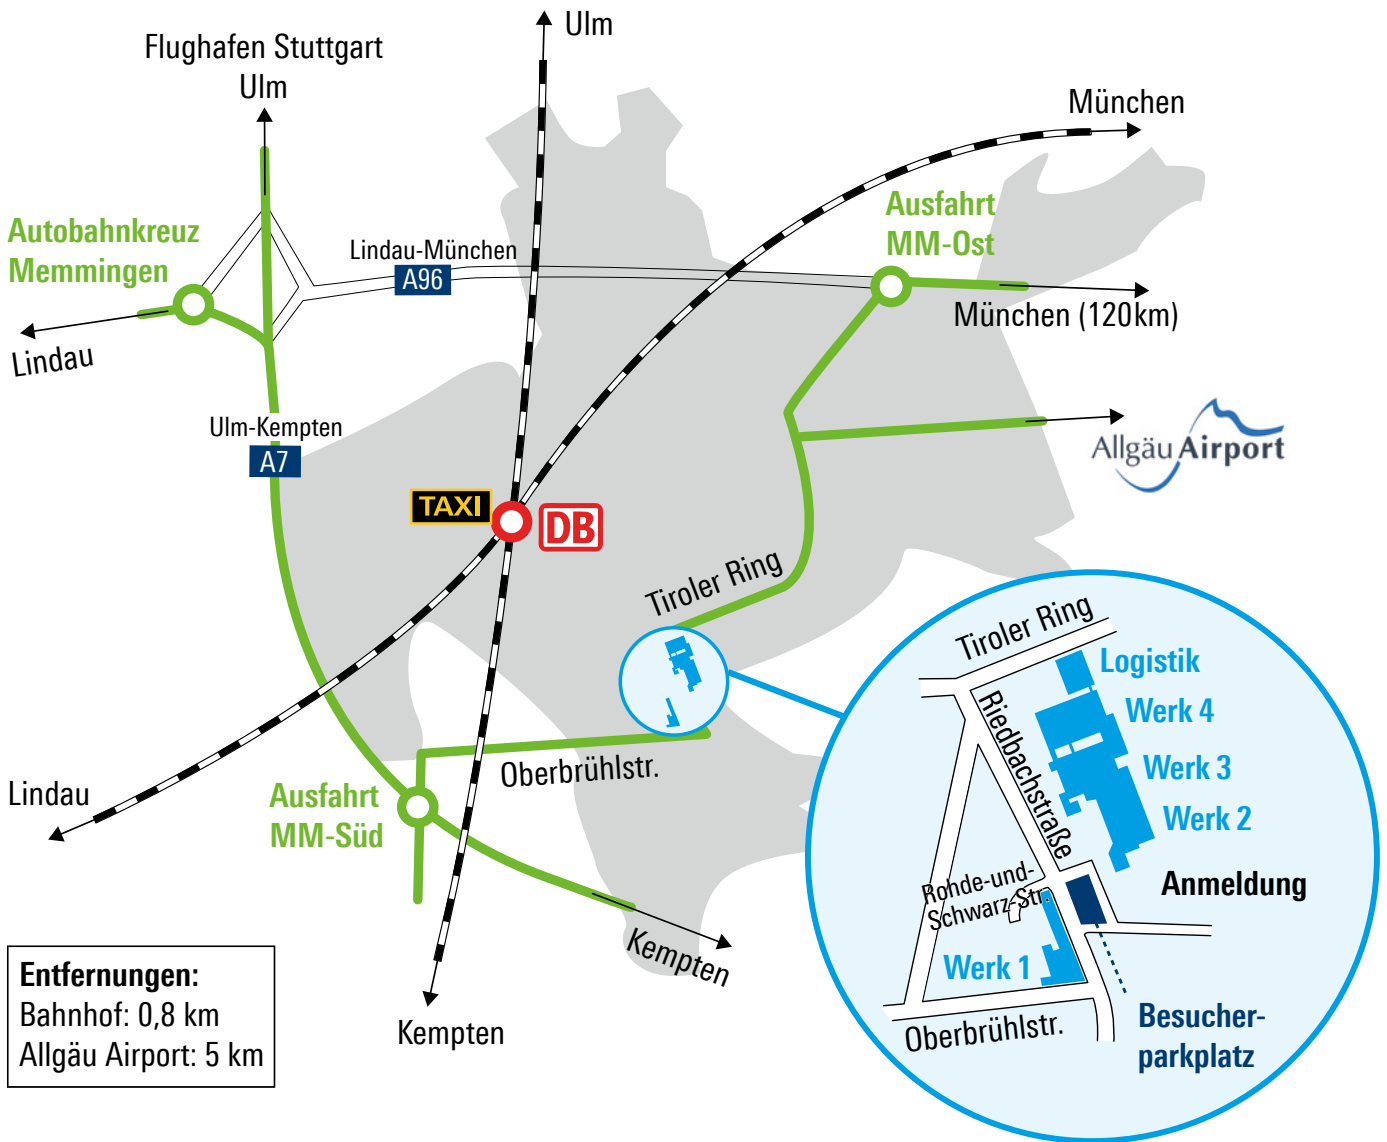 Ulm
Flughafen Stuttgart
Ulm
München
Autobahnkreuz
Memmingen
Lindau-München
A96
Ausfahrt
MM-Ost
München (120km)
Lindau
Ulm-Kempten
A7
Allgäu Airport
TAXI
DB
Tiroler Ring
Oberbrühlstr.
Lindau
Ausfahrt
MM-Süd
Kempten
Kempten
Entfernungen:
Bahnhof: 0,8 km
Allgäu Airport: 5 km
Tiroler Ring
Logistik
Riedbachstraße
Werk 4
Werk 3
Werk 2
Anmeldung
Rohde-und-
Schwarz-Str.
Werk 1
Oberbrühlstr.
Besucher-
parkplatz